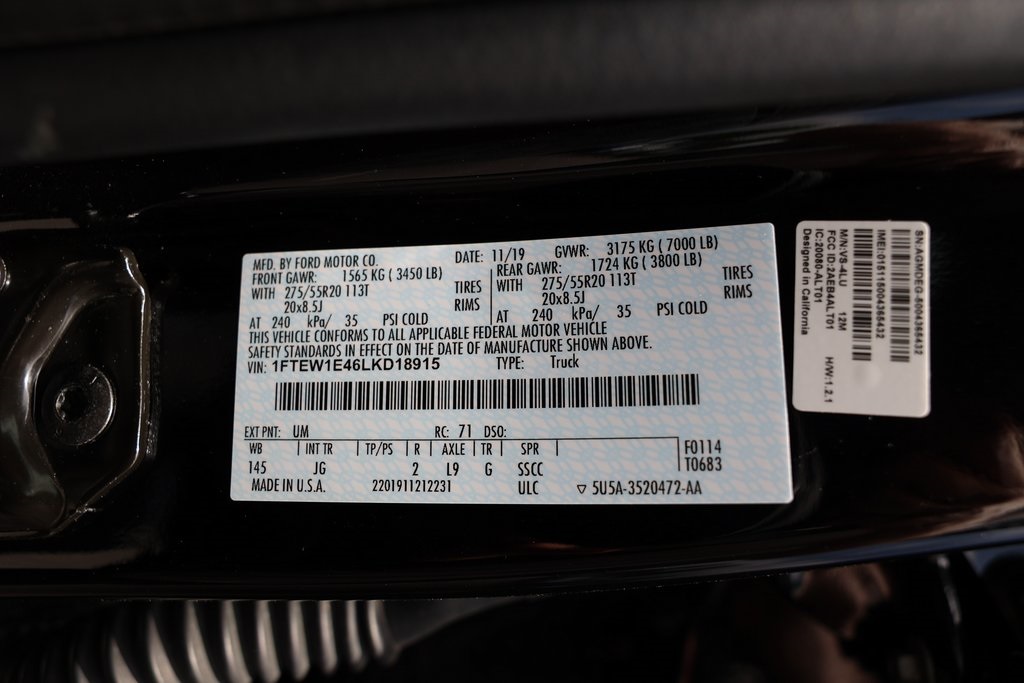 MFD. BY FORD MOTOR CO. DATE: 11/19 GVWR: 3175 KG ( 7000 LB)
FRONT GAWR: 1565 KG ( 3450 LB) REAR GAWR: 1724 KG ( 3800 LB)
WITH 275/55R20 113T TIRES WITH 275/55R20 113T TIRES
20x8.5J RIMS 20x8.5J RIMS
AT 240 kPa/ 35 PSI COLD AT 240 kPa/ 35 PSI COLD
THIS VEHICLE CONFORMS TO ALL APPLICABLE FEDERAL MOTOR VEHICLE
SAFETY STANDARDS IN EFFECT ON THE DATE OF MANUFACTURE SHOWN ABOVE.
VIN: 1FTEW1E46LKD18915 TYPE: Truck
EXT PNT: UM RC: 71 DSO:
WB INT TR TP/PS R AXLE TR SPR F0114
145 JG 2 L9 G SSCC T0683
MADE IN U.S.A. 2201911212231 ULC ▽ 5U5A-3520472-AA
SN:AGMDEG-5004365432
IMEI:015115004365432
M/N:VS-4LU 12M
FCC ID:2AEB4ALT01
IC:20080-ALT01 H/W:1.2.1
Designed in California